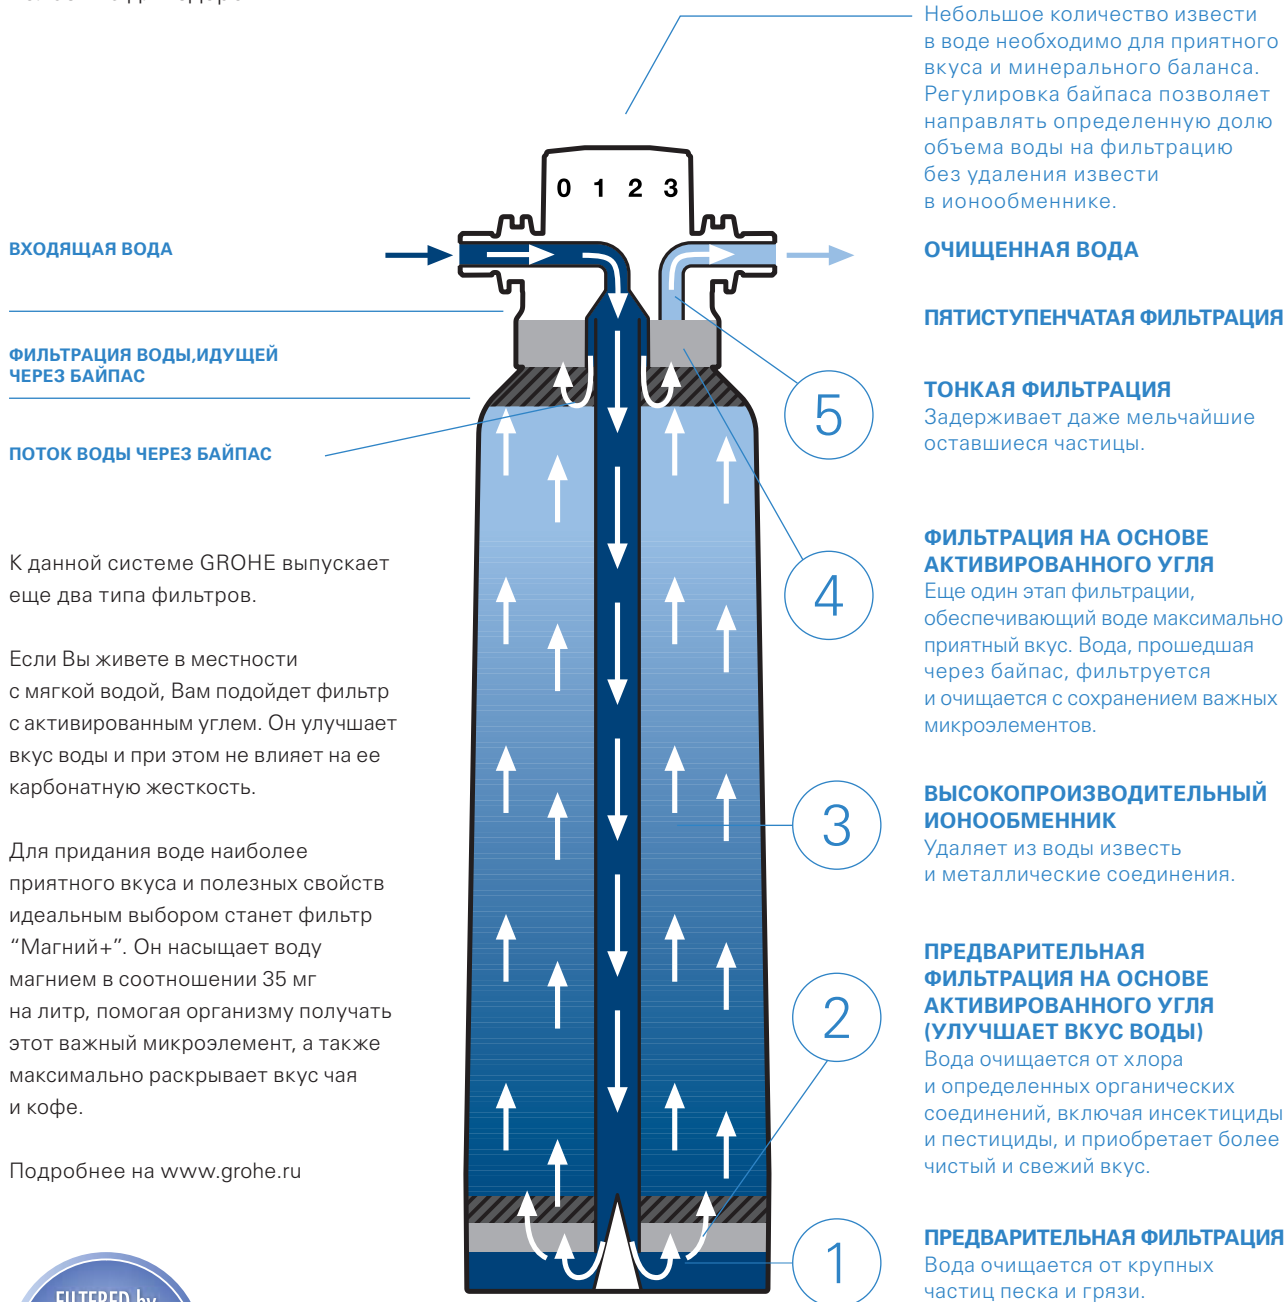 Небольшое количество извести
в воде необходимо для приятного
вкуса и минерального баланса.
Регулировка байпаса позволяет
направлять определенную долю
объема воды на фильтрацию
без удаления извести
в ионообменнике.
0 1 2 3
ВХОДЯЩАЯ ВОДА
ОЧИЩЕННАЯ ВОДА
ПЯТИСТУПЕНЧАТАЯ ФИЛЬТРАЦИЯ
ФИЛЬТРАЦИЯ ВОДЫ,ИДУЩЕЙ
ЧЕРЕЗ БАЙПАС
ПОТОК ВОДЫ ЧЕРЕЗ БАЙПАС
К данной системе GROHE выпускает
еще два типа фильтров.
Если Вы живете в местности
с мягкой водой, Вам подойдет фильтр
с активированным углем. Он улучшает
вкус воды и при этом не влияет на ее
карбонатную жесткость.
Для придания воде наиболее
приятного вкуса и полезных свойств
идеальным выбором станет фильтр
“Магний+”. Он насыщает воду
магнием в соотношении 35 мг
на литр, помогая организму получать
этот важный микроэлемент, а также
максимально раскрывает вкус чая
и кофе.
Подробнее на www.grohe.ru
FILTERED by
5
ТОНКАЯ ФИЛЬТРАЦИЯ
Задерживает даже мельчайшие
оставшиеся частицы.
4
ФИЛЬТРАЦИЯ НА ОСНОВЕ
АКТИВИРОВАННОГО УГЛЯ
Еще один этап фильтрации,
обеспечивающий воде максимально
приятный вкус. Вода, прошедшая
через байпас, фильтруется
и очищается с сохранением важных
микроэлементов.
3
ВЫСОКОПРОИЗВОДИТЕЛЬНЫЙ
ИОНООБМЕННИК
Удаляет из воды известь
и металлические соединения.
2
ПРЕДВАРИТЕЛЬНАЯ
ФИЛЬТРАЦИЯ НА ОСНОВЕ
АКТИВИРОВАННОГО УГЛЯ
(УЛУЧШАЕТ ВКУС ВОДЫ)
Вода очищается от хлора
и определенных органических
соединений, включая инсектициды
и пестициды, и приобретает более
чистый и свежий вкус.
1
ПРЕДВАРИТЕЛЬНАЯ ФИЛЬТРАЦИЯ
Вода очищается от крупных
частиц песка и грязи.